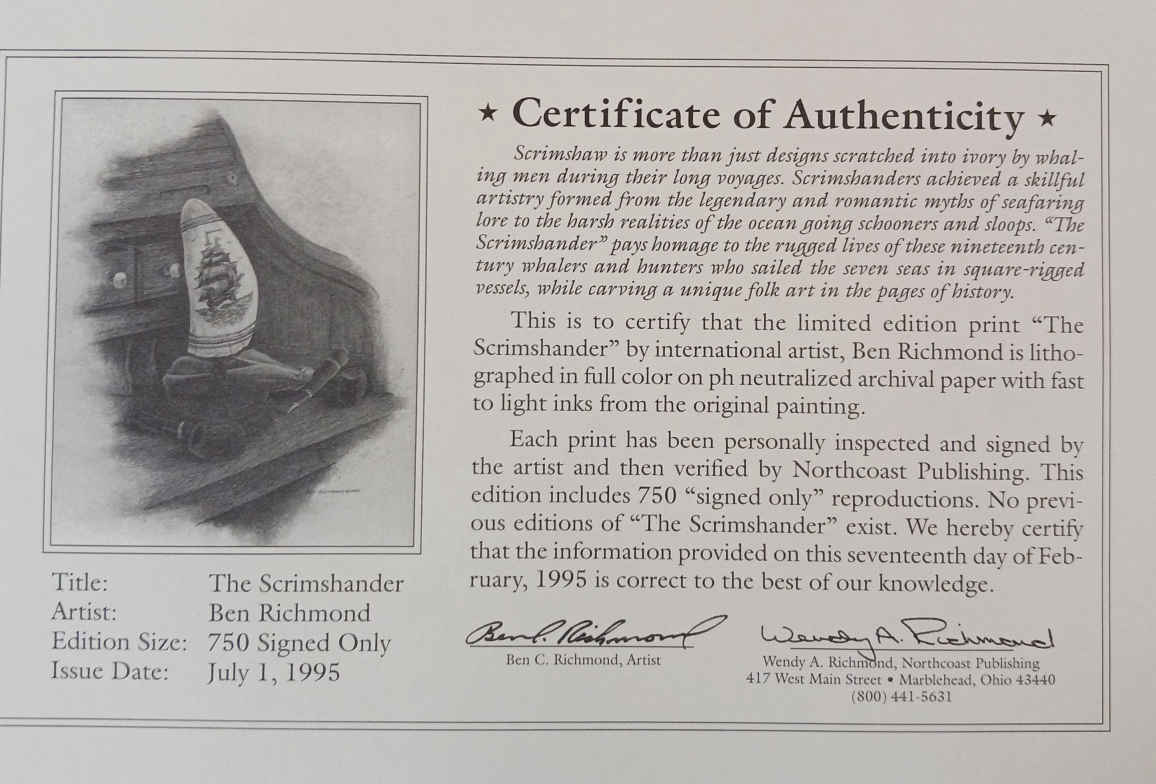 ★ Certificate of Authenticity ★
Scrimshaw is more than just designs scratched into ivory by whal-
ing men during their long voyages. Scrimshanders achieved a skillful
artistry formed from the legendary and romantic myths of seafaring
lore to the harsh realities of the ocean going schooners and sloops. “The
Scrimshander” pays homage to the rugged lives of these nineteenth cen-
tury whalers and hunters who sailed the seven seas in square-rigged
vessels, while carving a unique folk art in the pages of history.
This is to certify that the limited edition print “The
Scrimshander” by international artist, Ben Richmond is litho-
graphed in full color on ph neutralized archival paper with fast
to light inks from the original painting.
Each print has been personally inspected and signed by
the artist and then verified by Northcoast Publishing. This
edition includes 750 “signed only” reproductions. No previ-
ous editions of “The Scrimshander” exist. We hereby certify
that the information provided on this seventeenth day of Feb-
ruary, 1995 is correct to the best of our knowledge.
Title: The Scrimshander
Artist: Ben Richmond
Edition Size: 750 Signed Only
Issue Date: July 1, 1995
Ben C. Richmond
Ben C. Richmond, Artist
Wendy A. Richmond
Wendy A. Richmond, Northcoast Publishing
417 West Main Street • Marblehead, Ohio 43440
(800) 441-5631